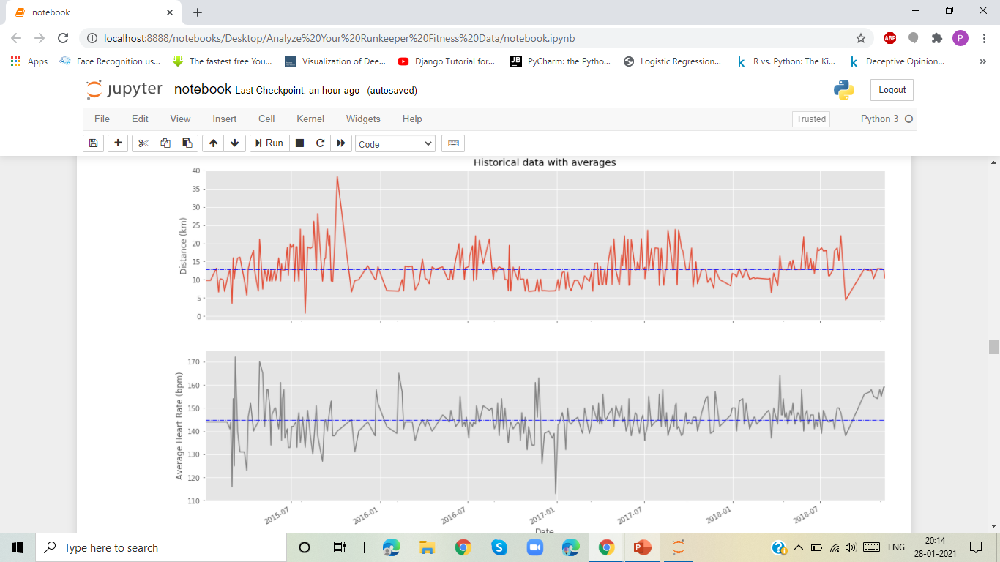 notebook
localhost:8888/notebooks/Desktop/Analyze%20Your%20Runkeeper%20Fitness%20Data/notebook.ipynb
ABP
P
Apps Face Recognition us... The fastest free You... Visualization of Dee... Django Tutorial for... JB PyCharm: the Pytho... Logistic Regression... k R vs. Python: The Ki... k Deceptive Opinion... »
jupyter notebook Last Checkpoint: an hour ago (autosaved) Logout
File Edit View Insert Cell Kernel Widgets Help Trusted Python 3
Run Code
Historical data with averages
40
35
30
25
20
15
10
5
0
Distance (km)
170
160
150
140
130
120
110
Average Heart Rate (bpm)
2015-07 2016-01 2016-07 2017-01 2017-07 2018-01 2018-07
Date
Type here to search
ENG
20:14
28-01-2021